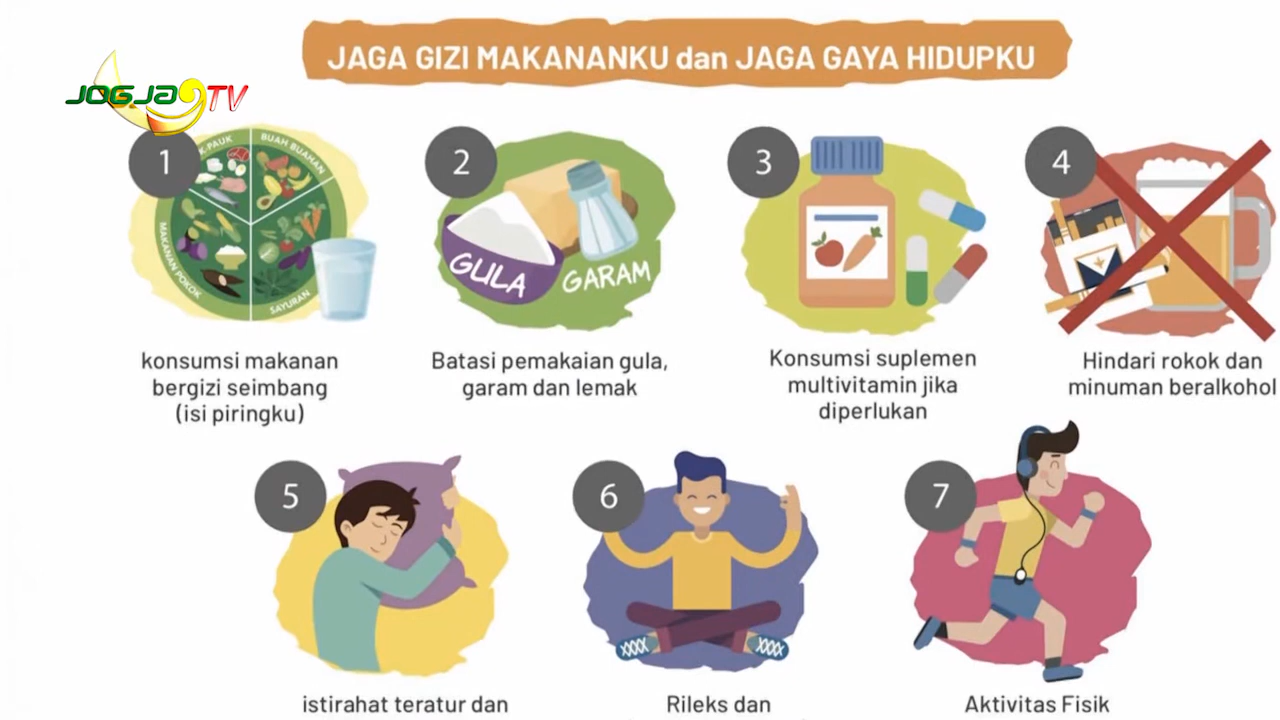 JAGA GIZI MAKANANKU dan JAGA GAYA HIDUPKU
JOGJA TV
1
BUAH BUAHAN
MAKANAN POKOK
SAYURAN
konsumsi makanan
bergizi seimbang
(isi piringku)
2
GULA
GARAM
Batasi pemakaian gula,
garam dan lemak
3
Konsumsi suplemen
multivitamin jika
diperlukan
4
Hindari rokok dan
minuman beralkohol
5
istirahat teratur dan
6
Rileks dan
7
Aktivitas Fisik